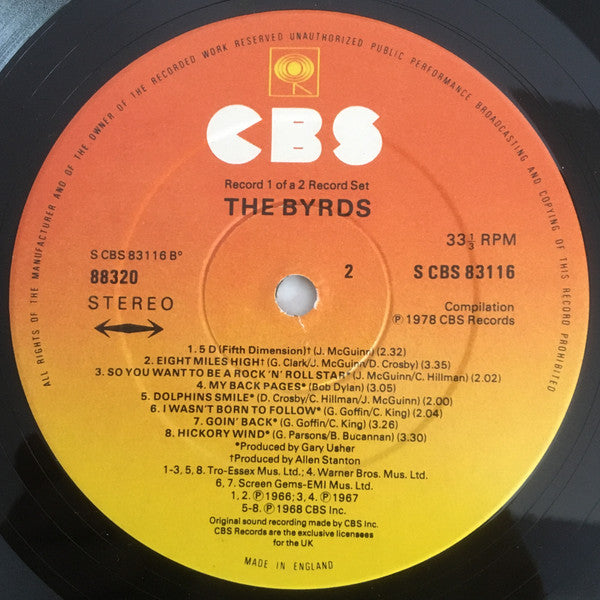 ALL RIGHTS OF THE MANUFACTURER AND OF THE OWNER OF THE RECORDED WORK RESERVED UNAUTHORIZED PUBLIC PERFORMANCE BROADCASTING AND COPYING OF THIS RECORD PROHIBITED
CBS
Record 1 of a 2 Record Set
THE BYRDS
33⅓ RPM
S CBS 83116 B°
88320
2
S CBS 83116
STEREO
Compilation
℗ 1978 CBS Records
1. 5 D (Fifth Dimension)† (J. McGuinn) (2.32)
2. EIGHT MILES HIGH† (G. Clark/J. McGuinn/D. Crosby) (3.35)
3. SO YOU WANT TO BE A ROCK 'N' ROLL STAR* (J. McGuinn/C. Hillman) (2.02)
4. MY BACK PAGES* (Bob Dylan) (3.05)
5. DOLPHINS SMILE* (D. Crosby/C. Hillman/J. McGuinn) (2.00)
6. I WASN'T BORN TO FOLLOW* (G. Goffin/C. King) (2.04)
7. GOIN' BACK* (G. Goffin/C. King) (3.26)
8. HICKORY WIND* (G. Parsons/B. Bucannan) (3.30)
*Produced by Gary Usher
†Produced by Allen Stanton
1-3, 5, 8. Tro-Essex Mus. Ltd.; 4. Warner Bros. Mus. Ltd.
6, 7. Screen Gems-EMI Mus. Ltd.
1, 2. ℗ 1966; 3, 4. ℗ 1967
5-8. ℗ 1968 CBS Inc.
Original sound recording made by CBS Inc.
CBS Records are the exclusive licensees
for the UK
MADE IN ENGLAND